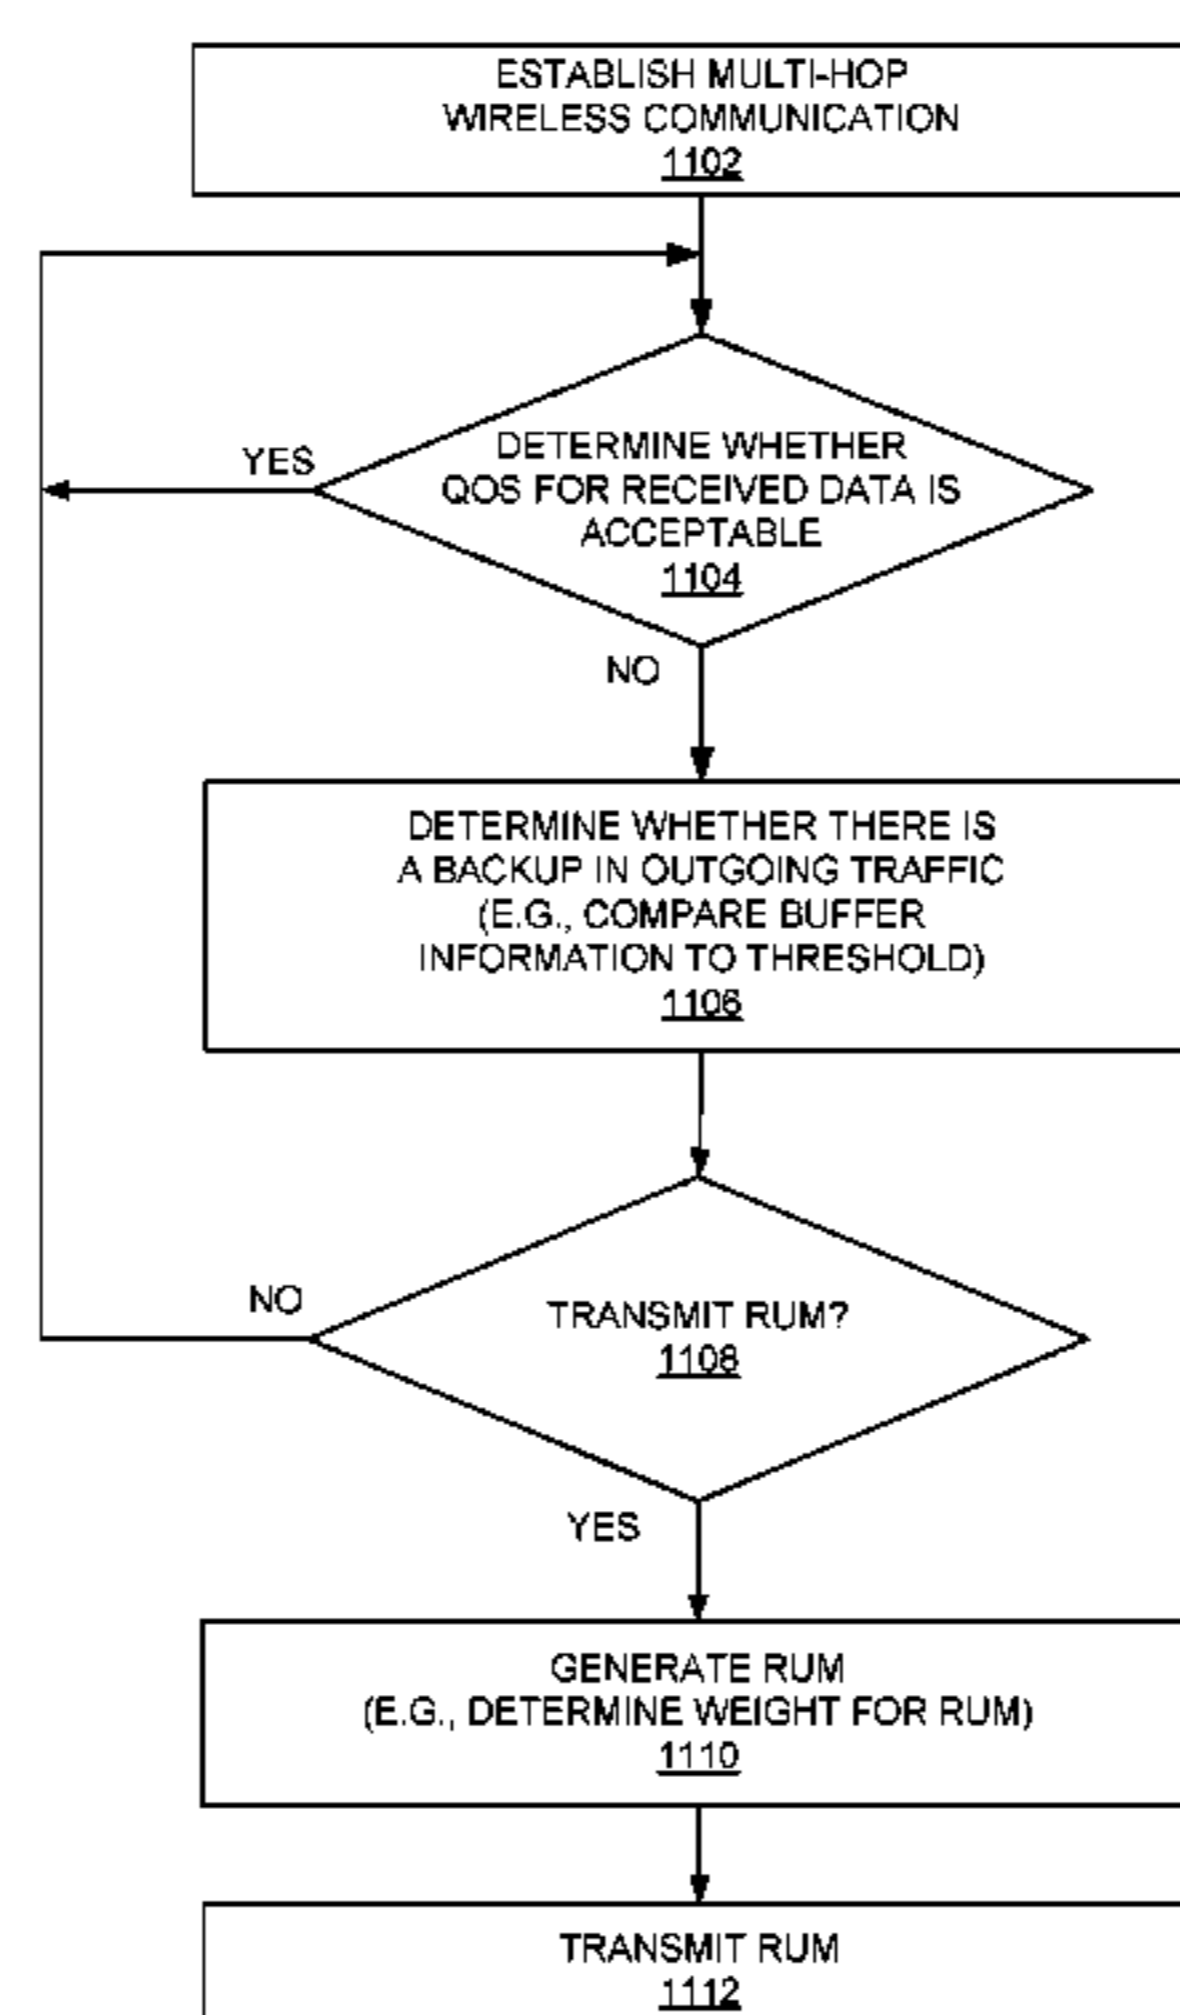 ESTABLISH MULTI-HOP
WIRELESS COMMUNICATION
1102
YES
DETERMINE WHETHER
QOS FOR RECEIVED DATA IS
ACCEPTABLE
1104
NO
DETERMINE WHETHER THERE IS
A BACKUP IN OUTGOING TRAFFIC
(E.G., COMPARE BUFFER
INFORMATION TO THRESHOLD)
1106
NO
TRANSMIT RUM?
1108
YES
GENERATE RUM
(E.G., DETERMINE WEIGHT FOR RUM)
1110
TRANSMIT RUM
1112